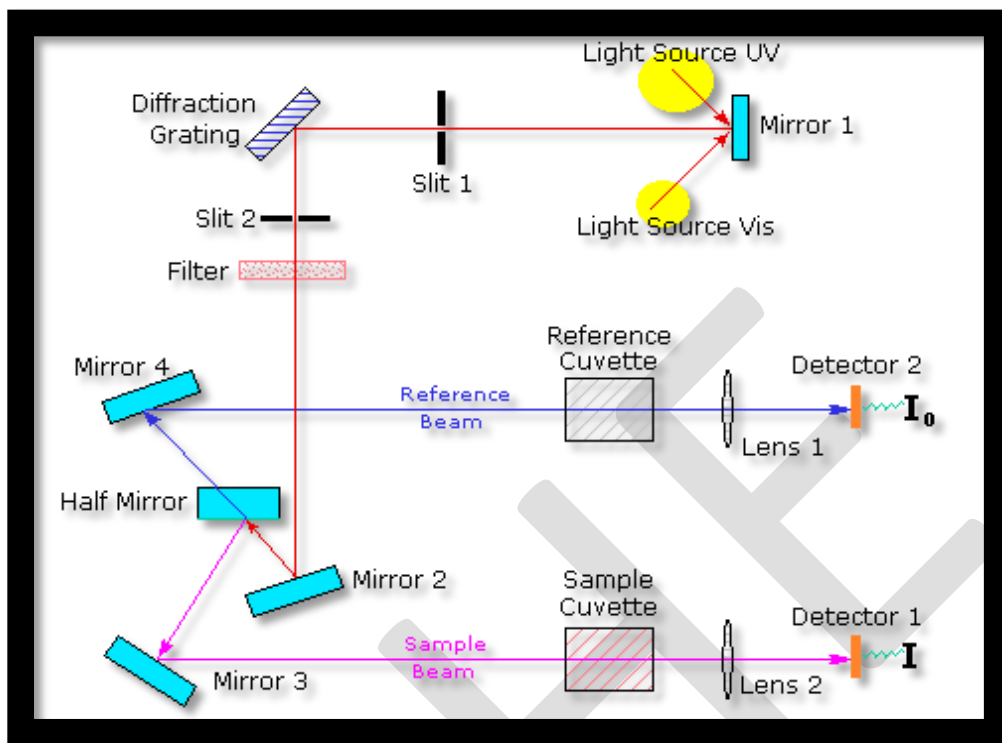 Light Source UV
Diffraction
Grating
Mirror 1
Slit 1
Slit 2
Light Source Vis
Filter
Reference
Cuvette
Mirror 4
Detector 2
Reference
Beam
I0
Lens 1
Half Mirror
Mirror 2
Sample
Cuvette
Detector 1
Sample
Beam
I
Mirror 3
Lens 2